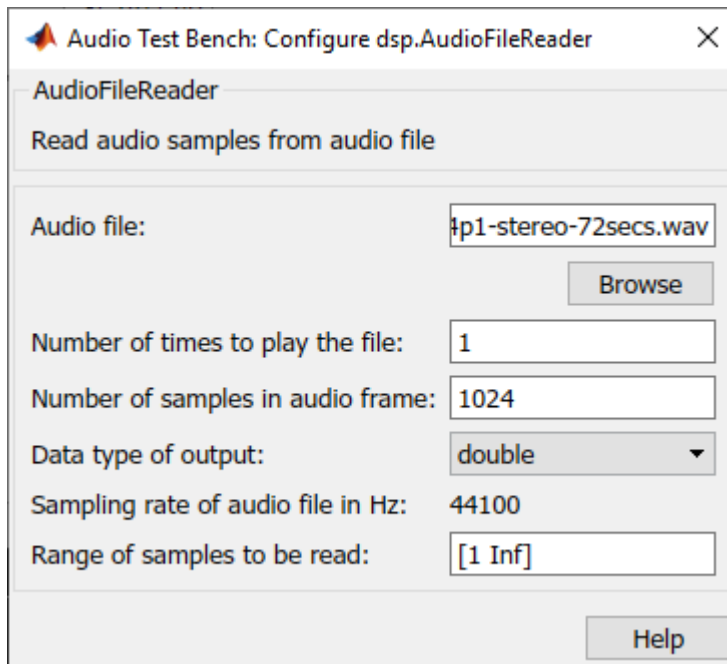 Audio Test Bench: Configure dsp.AudioFileReader
AudioFileReader
Read audio samples from audio file
Audio file: 4p1-stereo-72secs.wav
Browse
Number of times to play the file: 1
Number of samples in audio frame: 1024
Data type of output: double
Sampling rate of audio file in Hz: 44100
Range of samples to be read: [1 Inf]
Help